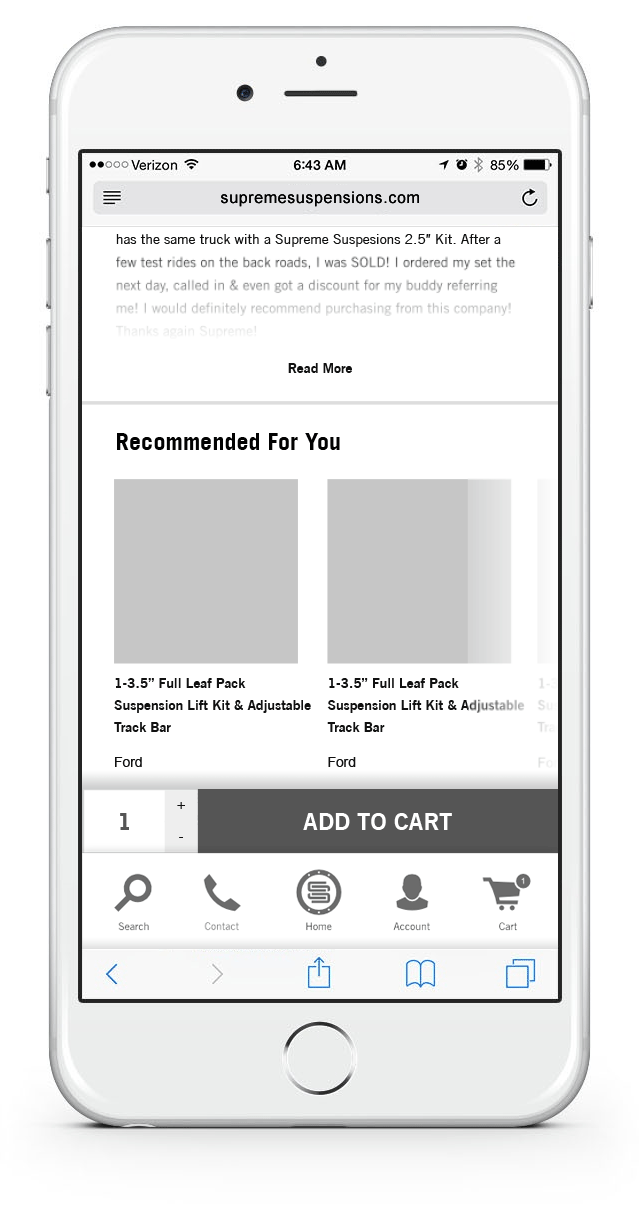 Verizon 6:43 AM 85%
supremesuspensions.com
has the same truck with a Supreme Suspesions 2.5" Kit. After a
few test rides on the back roads, I was SOLD! I ordered my set the
next day, called in & even got a discount for my buddy referring
me! I would definitely recommend purchasing from this company!
Thanks again Supreme!
Read More
Recommended For You
1-3.5” Full Leaf Pack
Suspension Lift Kit & Adjustable
Track Bar
Ford
1-3.5” Full Leaf Pack
Suspension Lift Kit & Adjustable
Track Bar
Ford
1 + -
ADD TO CART
1
Search Contact Home Account Cart